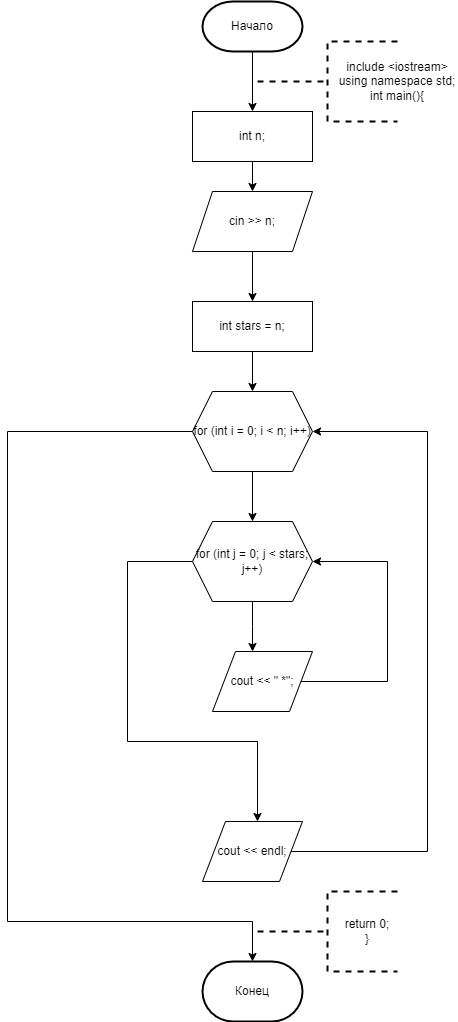 Начало
include <iostream>
using namespace std;
int main(){
int n;
cin >> n;
int stars = n;
for (int i = 0; i < n; i++)
for (int j = 0; j < stars;
j++)
cout << " *";
cout << endl;
return 0;
}
Конец